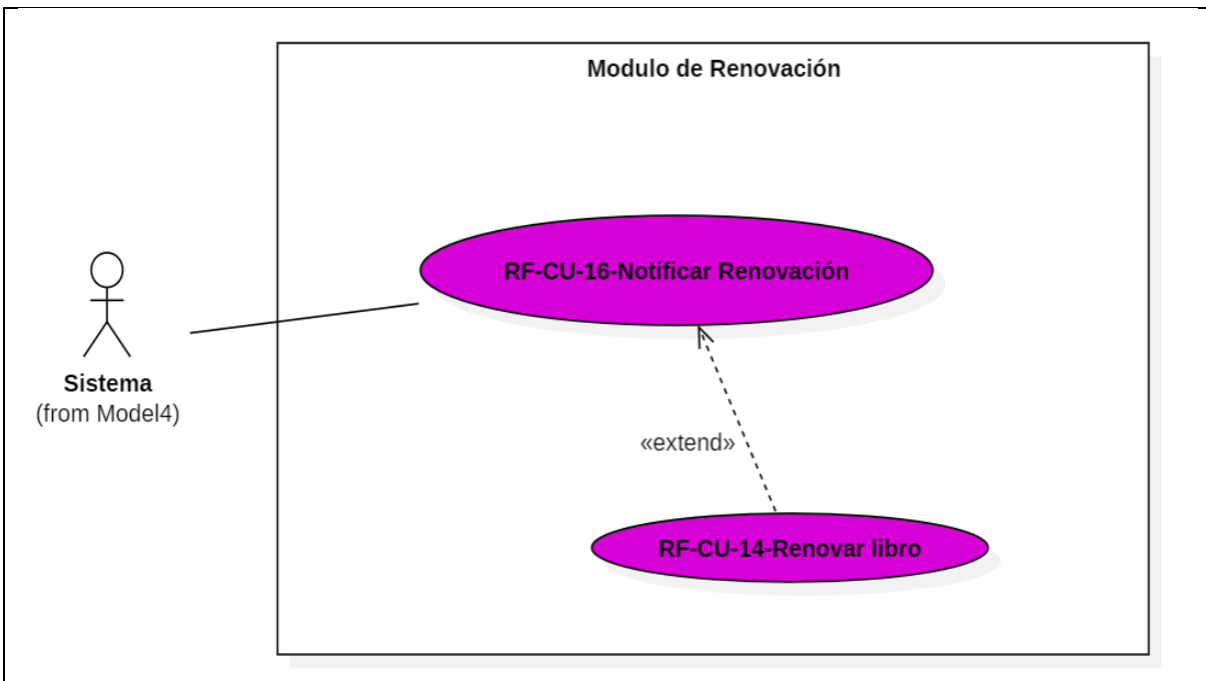 Modulo de Renovación
RF-CU-16-Notificar Renovación
Sistema
(from Model4)
«extend»
RF-CU-14-Renovar libro